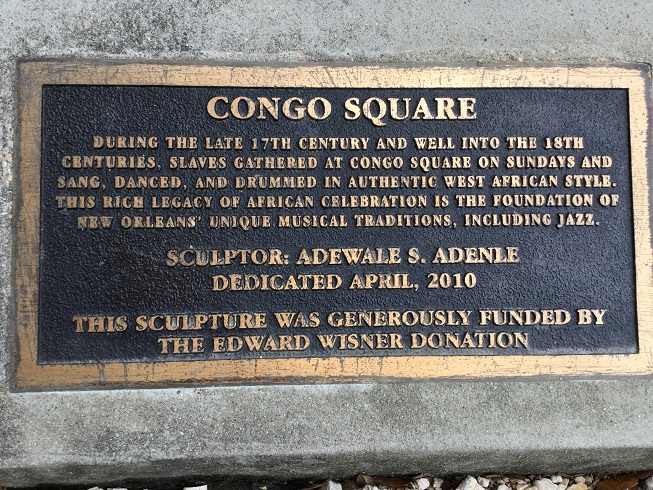 CONGO SQUARE
DURING THE LATE 17TH CENTURY AND WELL INTO THE 18TH
CENTURIES, SLAVES GATHERED AT CONGO SQUARE ON SUNDAYS AND
SANG, DANCED, AND DRUMMED IN AUTHENTIC WEST AFRICAN STYLE.
THIS RICH LEGACY OF AFRICAN CELEBRATION IS THE FOUNDATION OF
NEW ORLEANS' UNIQUE MUSICAL TRADITIONS, INCLUDING JAZZ.
SCULPTOR: ADEWALE S. ADENLE
DEDICATED APRIL, 2010
THIS SCULPTURE WAS GENEROUSLY FUNDED BY
THE EDWARD WISNER DONATION